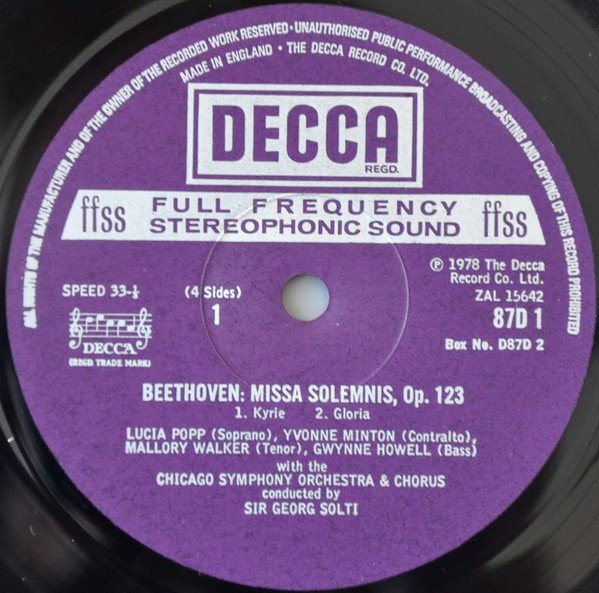 ALL RIGHTS OF THE MANUFACTURER AND OF THE OWNER OF THE RECORDED WORK RESERVED · UNAUTHORISED PUBLIC PERFORMANCE BROADCASTING AND COPYING OF THIS RECORD PROHIBITED
MADE IN ENGLAND · THE DECCA RECORD CO. LTD.
DECCA
REGD.
ffss FULL FREQUENCY STEREOPHONIC SOUND ffss
SPEED 33-⅓
(4 Sides)
1
℗ 1978 The Decca
Record Co. Ltd.
ZAL 15642
87D 1
Box No. D87D 2
DECCA
(REGD. TRADE MARK)
BEETHOVEN: MISSA SOLEMNIS, Op. 123
1. Kyrie 2. Gloria
LUCIA POPP (Soprano), YVONNE MINTON (Contralto),
MALLORY WALKER (Tenor), GWYNNE HOWELL (Bass)
with the
CHICAGO SYMPHONY ORCHESTRA & CHORUS
conducted by
SIR GEORG SOLTI